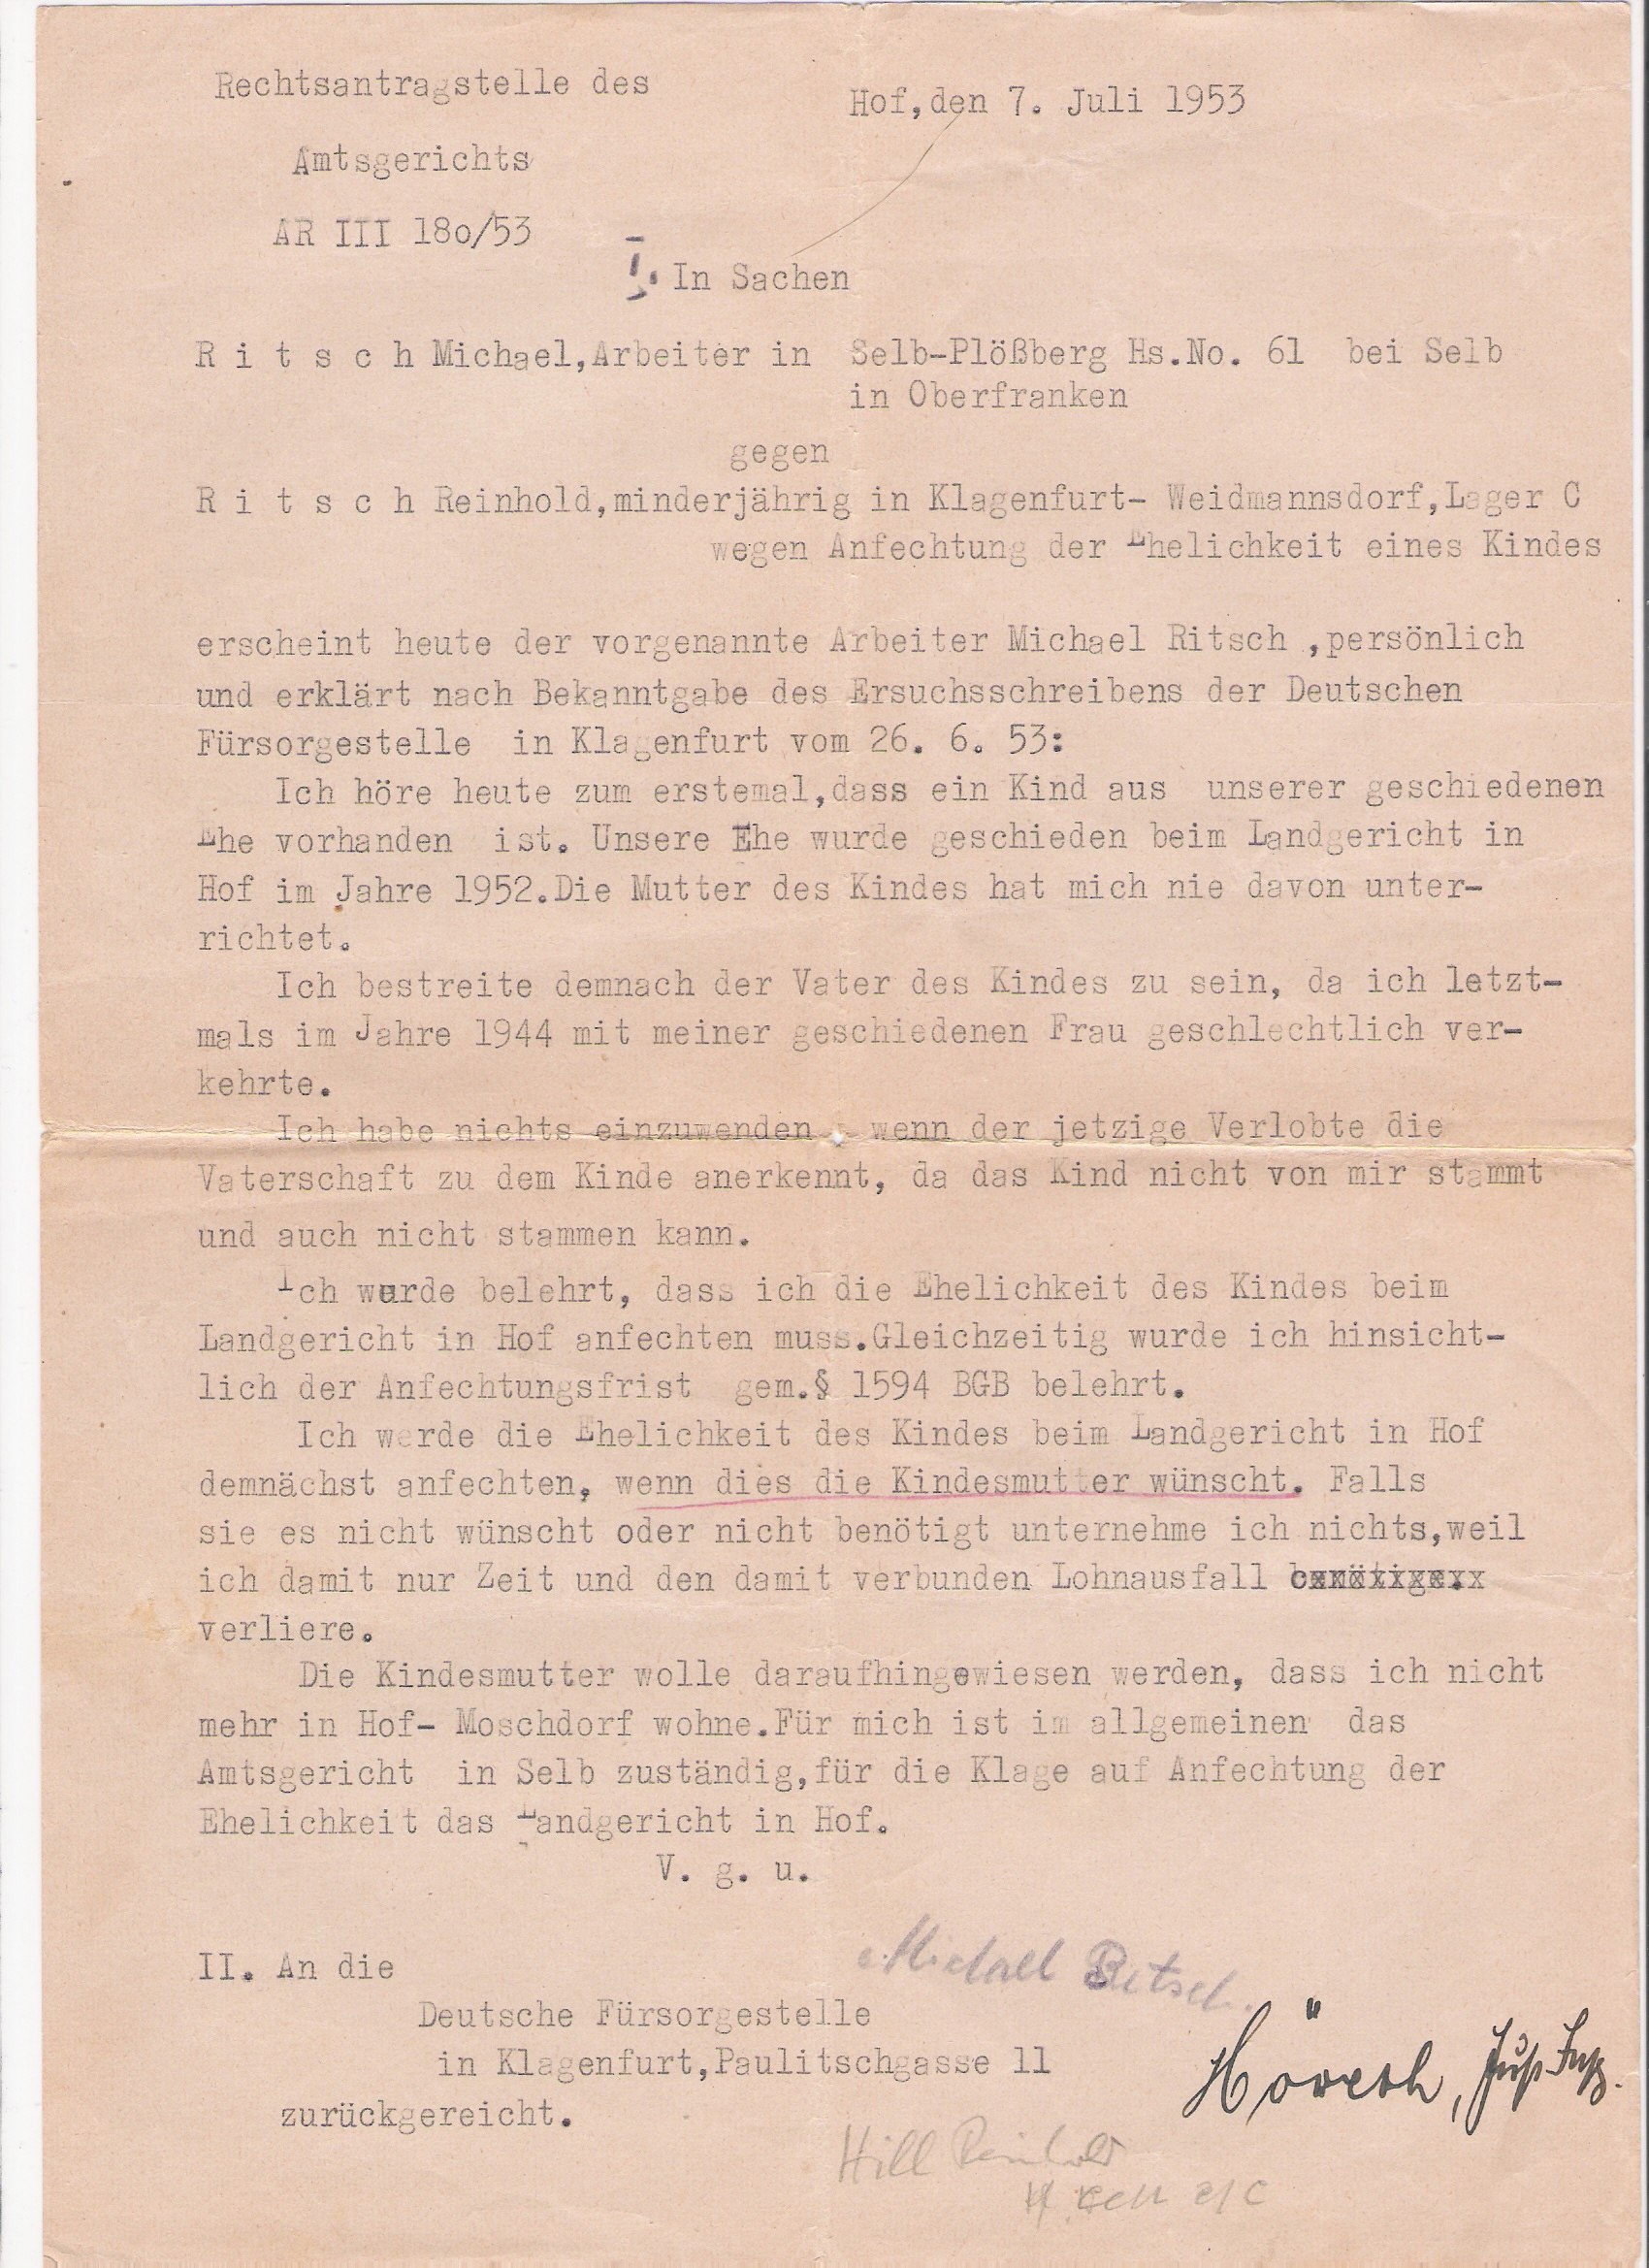 Rechtsantragstelle des
Hof,den 7. Juli 1953
Amtsgerichts
AR III 18o/53
I. In Sachen
R i t s c h Michael,Arbeiter in Selb-Plößberg Hs.No. 61 bei Selb
in Oberfranken
gegen
R i t s c h Reinhold,minderjährig in Klagenfurt- Weidmannsdorf,Lager C
wegen Anfechtung der Ehelichkeit eines Kindes
erscheint heute der vorgenannte Arbeiter Michael Ritsch ,persönlich
und erklärt nach Bekanntgabe des Ersuchsschreibens der Deutschen
Fürsorgestelle in Klagenfurt vom 26. 6. 53:
Ich höre heute zum erstemal,dass ein Kind aus unserer geschiedenen
Ehe vorhanden ist. Unsere Ehe wurde geschieden beim Landgericht in
Hof im Jahre 1952.Die Mutter des Kindes hat mich nie davon unter-
richtet.
Ich bestreite demnach der Vater des Kindes zu sein, da ich letzt-
mals im Jahre 1944 mit meiner geschiedenen Frau geschlechtlich ver-
kehrte.
Ich habe nichts einzuwenden , wenn der jetzige Verlobte die
Vaterschaft zu dem Kinde anerkennt, da das Kind nicht von mir stammt
und auch nicht stammen kann.
Ich wurde belehrt, dass ich die Ehelichkeit des Kindes beim
Landgericht in Hof anfechten muss.Gleichzeitig wurde ich hinsicht-
lich der Anfechtungsfrist gem.§ 1594 BGB belehrt.
Ich werde die Ehelichkeit des Kindes beim Landgericht in Hof
demnächst anfechten, wenn dies die Kindesmutter wünscht. Falls
sie es nicht wünscht oder nicht benötigt unternehme ich nichts,weil
ich damit nur Zeit und den damit verbunden Lohnausfall
verliere.
Die Kindesmutter wolle daraufhingewiesen werden, dass ich nicht
mehr in Hof- Moschdorf wohne.Für mich ist im allgemeinen das
Amtsgericht in Selb zuständig,für die Klage auf Anfechtung der
Ehelichkeit das Landgericht in Hof.
V. g. u.
Michael Ritsch.
II. An die
Deutsche Fürsorgestelle
in Klagenfurt,Paulitschgasse 11
zurückgereicht.
Hill Reinhold